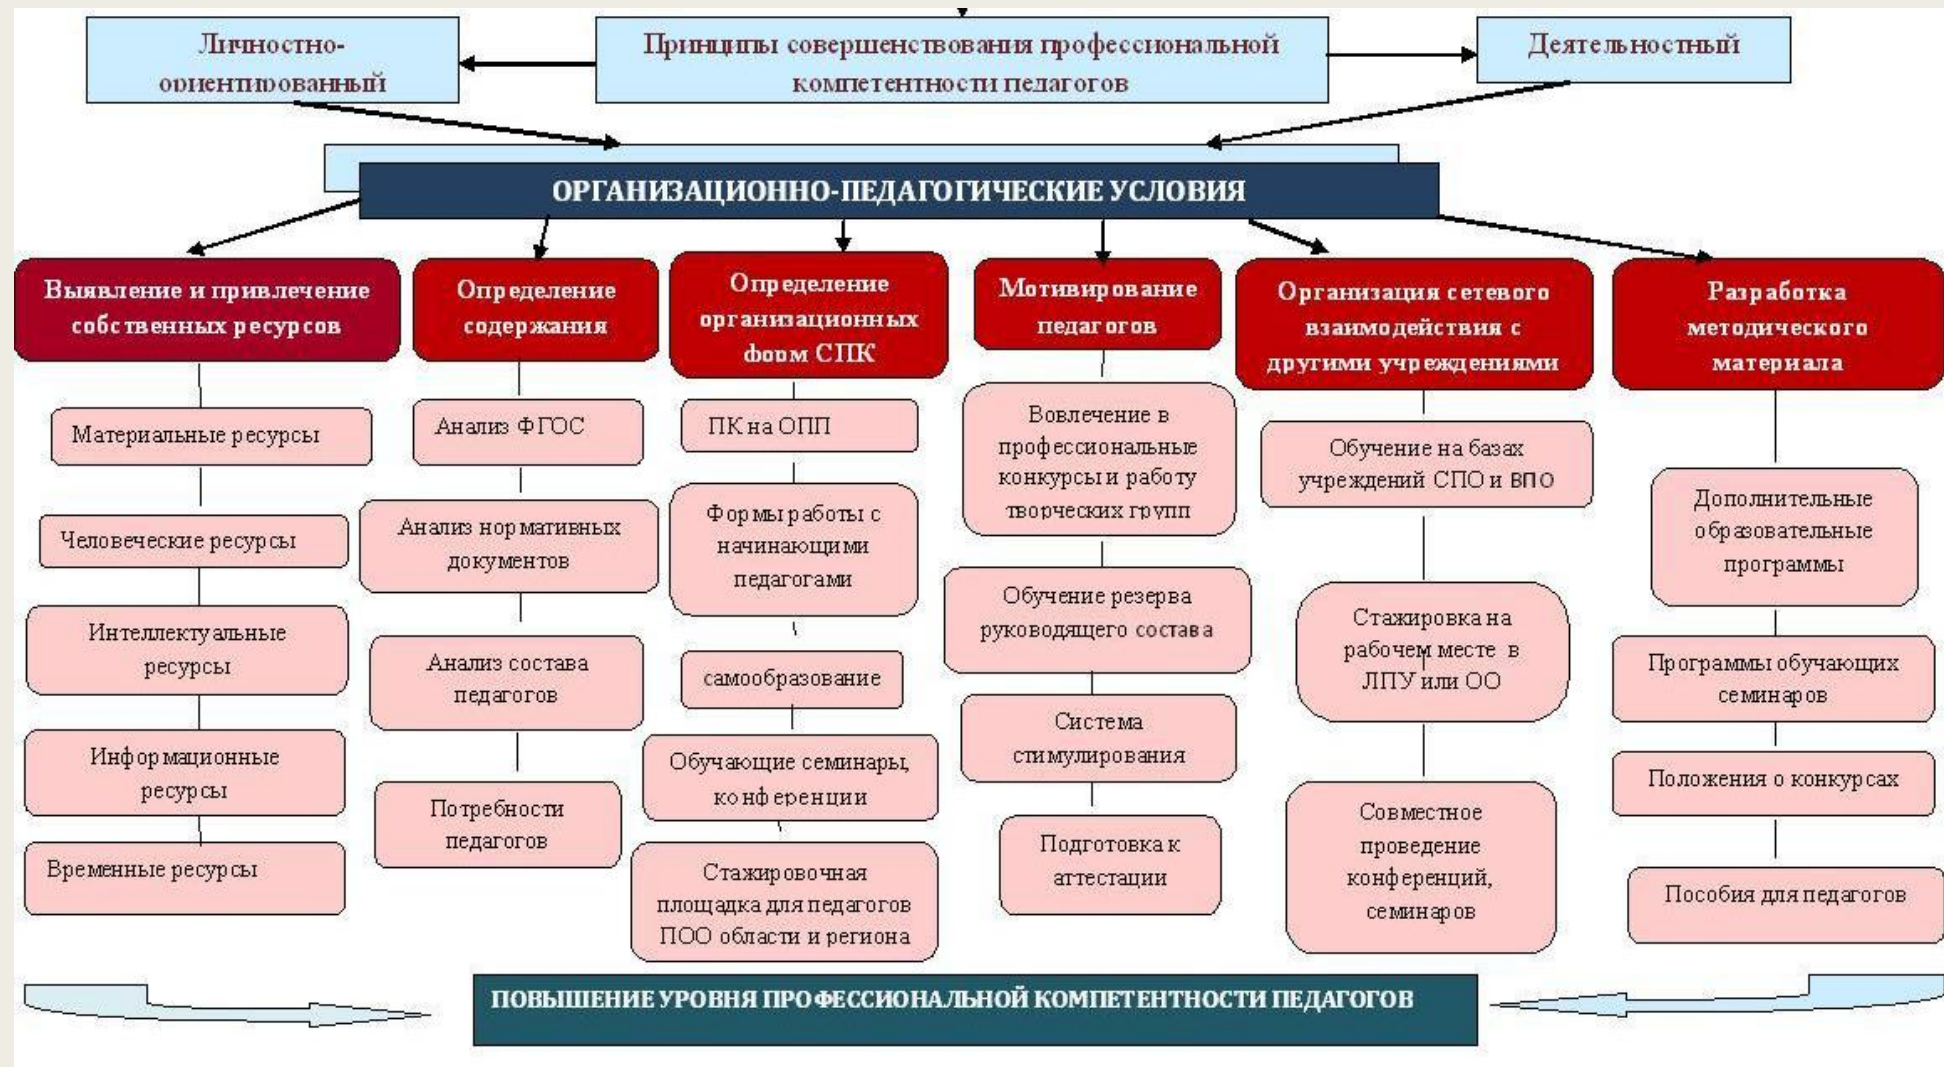 Личностно-
ориентированный
Принципы совершенствования профессиональной
компетентности педагогов
Деятельностный
ОРГАНИЗАЦИОННО-ПЕДАГОГИЧЕСКИЕ УСЛОВИЯ
Выявление и привлечение
собственных ресурсов
Материальные ресурсы
Человеческие ресурсы
Интеллектуальные
ресурсы
Информационные
ресурсы
Временные ресурсы
Определение
содержания
Анализ ФГОС
Анализ нормативных
документов
Анализ состава
педагогов
Потребности
педагогов
Определение
организационных
форм СПК
ПК на ОПП
Формы работы с
начинающими
педагогами
самообразование
Обучающие семинары,
конференции
Стажировочная
площадка для педагогов
ПОО области и региона
Мотивирование
педагогов
Вовлечение в
профессиональные
конкурсы и работу
творческих групп
Обучение резерва
руководящего состава
Система
стимулирования
Подготовка к
аттестации
Организация сетевого
взаимодействия с
другими учреждениями
Обучение на базах
учреждений СПО и ВПО
Стажировка на
рабочем месте в
ЛПУ или ОО
Совместное
проведение
конференций,
семинаров
Разработка
методического
материала
Дополнительные
образовательные
программы
Программы обучающих
семинаров
Положения о конкурсах
Пособия для педагогов
ПОВЫШЕНИЕ УРОВНЯ ПРОФЕССИОНАЛЬНОЙ КОМПЕТЕНТНОСТИ ПЕДАГОГОВ